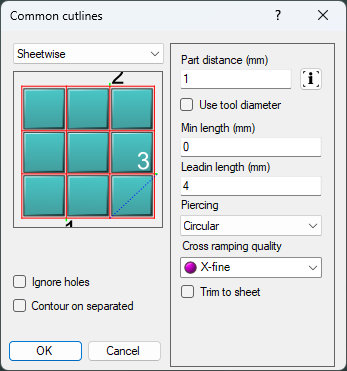 Common cutlines
?
Sheetwise
2
3
1
Ignore holes
Contour on separated
OK
Cancel
Part distance (mm)
1
[i]
Use tool diameter
Min length (mm)
0
Leadin length (mm)
4
Piercing
Circular
Cross ramping quality
X-fine
Trim to sheet